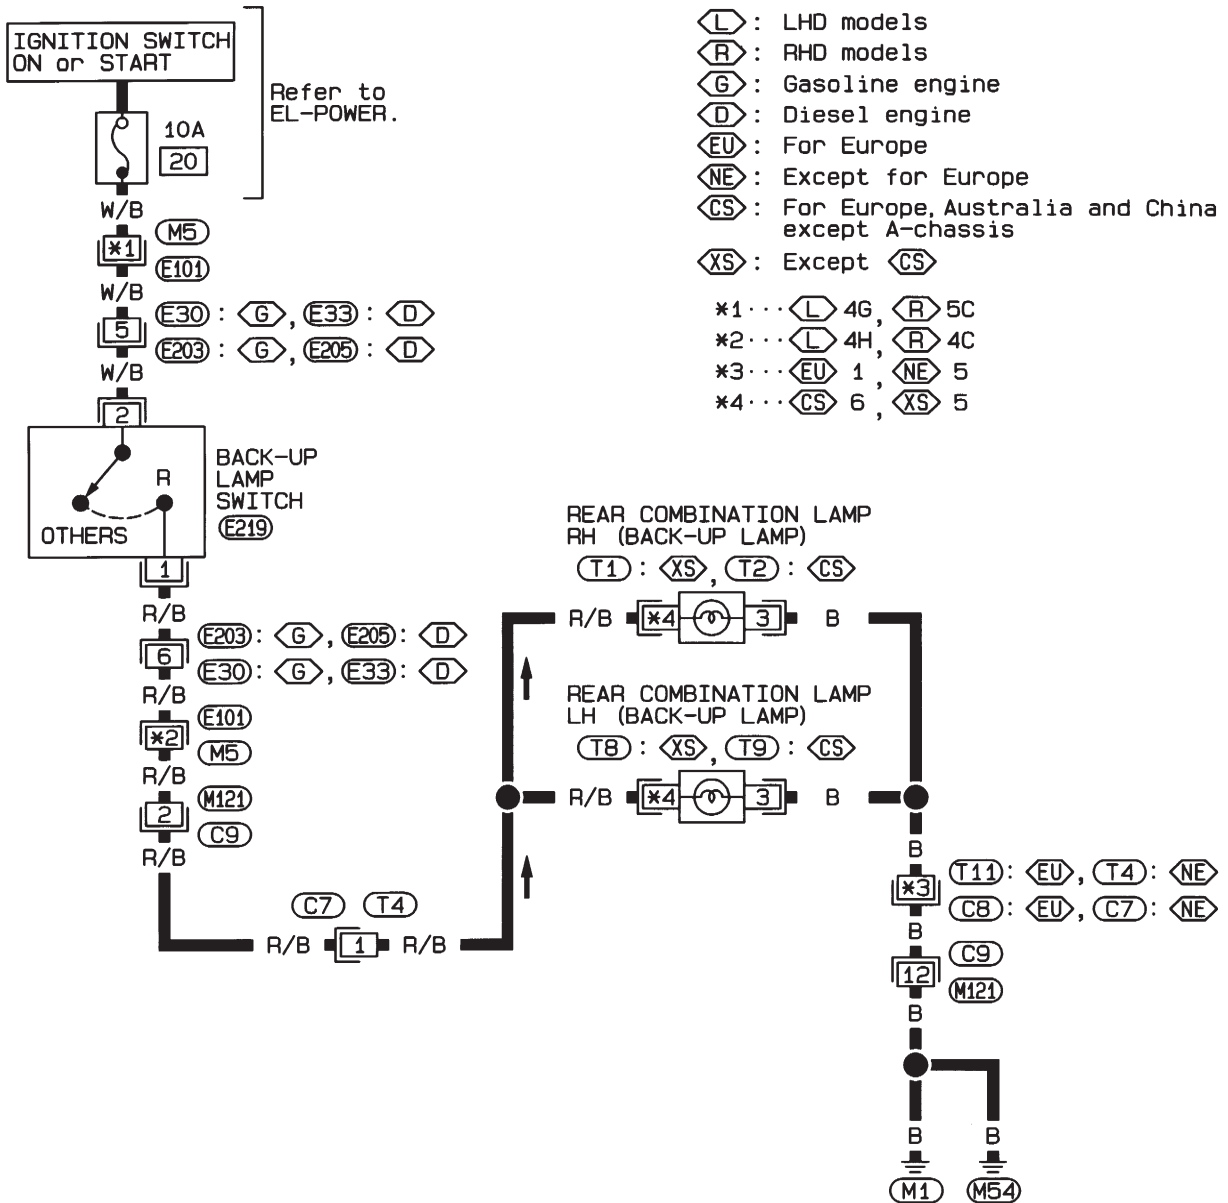 IGNITION SWITCH
ON or START
Refer to
EL-POWER.
10A
20
W/B
*1
M5
E101
W/B
5
E30 : G , E33 : D
E203 : G , E205 : D
W/B
2
BACK-UP
LAMP
SWITCH
E219
R
OTHERS
1
R/B
6
E203 : G , E205 : D
E30 : G , E33 : D
R/B
*2
E101
M5
R/B
2
M121
C9
R/B
C7 T4
R/B 1 R/B
L : LHD models
R : RHD models
G : Gasoline engine
D : Diesel engine
EU : For Europe
NE : Except for Europe
CS : For Europe, Australia and China
except A-chassis
XS : Except CS
*1 ··· L 4G , R 5C
*2 ··· L 4H , R 4C
*3 ··· EU 1 , NE 5
*4 ··· CS 6 , XS 5
REAR COMBINATION LAMP
RH (BACK-UP LAMP)
T1 : XS , T2 : CS
R/B *4 3 B
REAR COMBINATION LAMP
LH (BACK-UP LAMP)
T8 : XS , T9 : CS
R/B *4 3 B
B
*3
T11 : EU , T4 : NE
C8 : EU , C7 : NE
B
12
C9
M121
B
B B
M1 M54